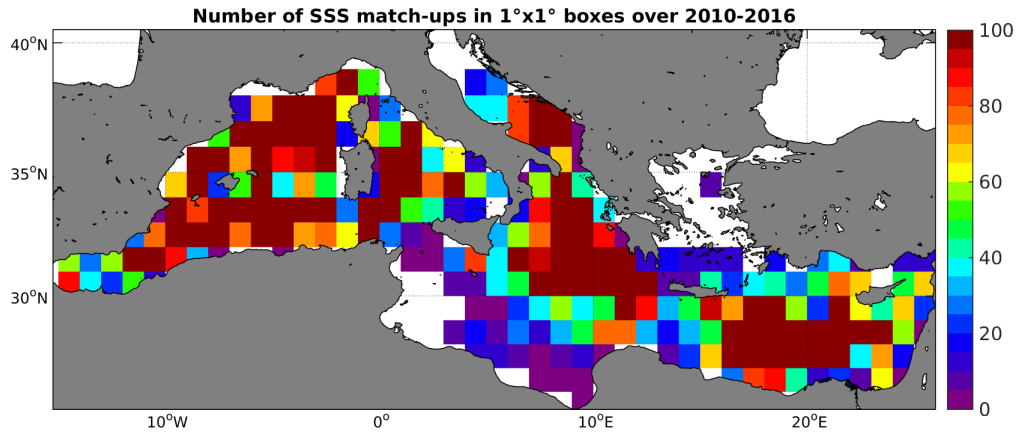 Number of SSS match-ups in 1°x1° boxes over 2010-2016
40°N
35°N
30°N
10°W
0°
10°E
20°E
100
80
60
40
20
0